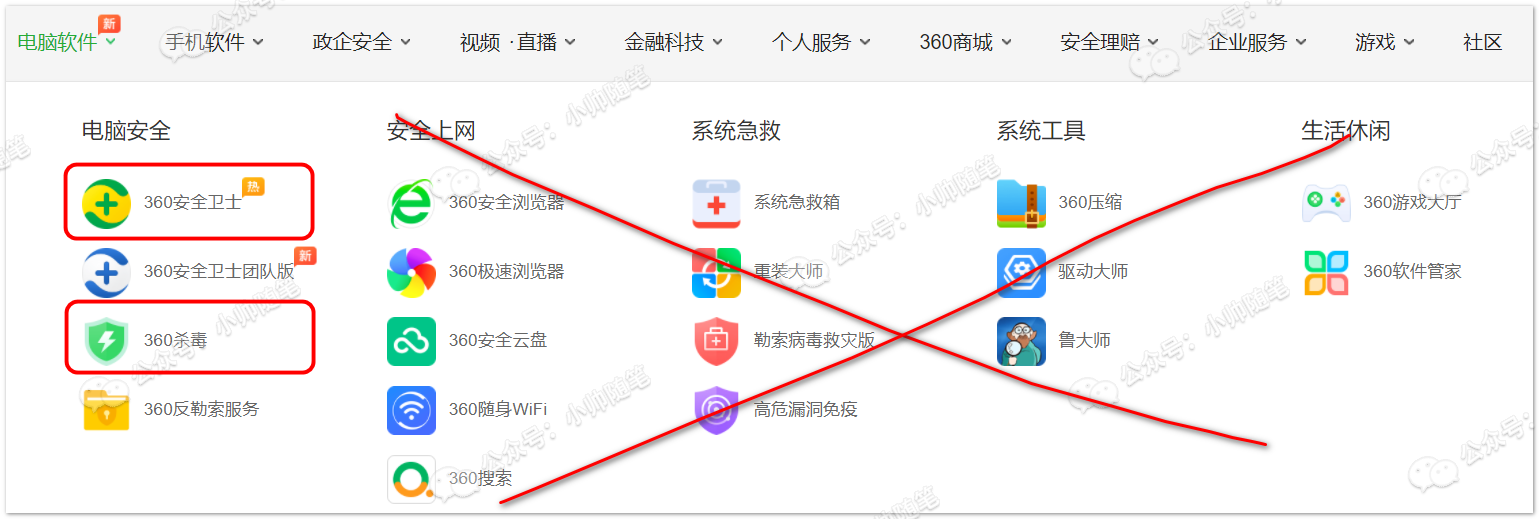 电脑软件 新 手机软件 政企安全 视频 ·直播 金融科技 个人服务 360商城 安全理赔 企业服务 游戏 社区
电脑安全
360安全卫士 热
360安全卫士团队版 新
360杀毒
360反勒索服务
安全上网
360安全浏览器
360极速浏览器
360安全云盘
360随身WiFi
360搜索
系统急救
系统急救箱
重装大师
勒索病毒救灾版
高危漏洞免疫
系统工具
360压缩
驱动大师
鲁大师
生活休闲
360游戏大厅
360软件管家
公众号：小帅随笔